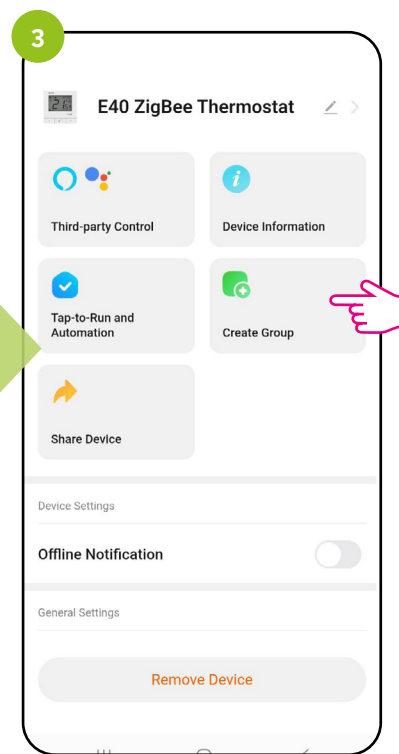 3
E40 ZigBee Thermostat
Third-party Control
Device Information
Tap-to-Run and
Automation
Create Group
Share Device
Device Settings
Offline Notification
General Settings
Remove Device